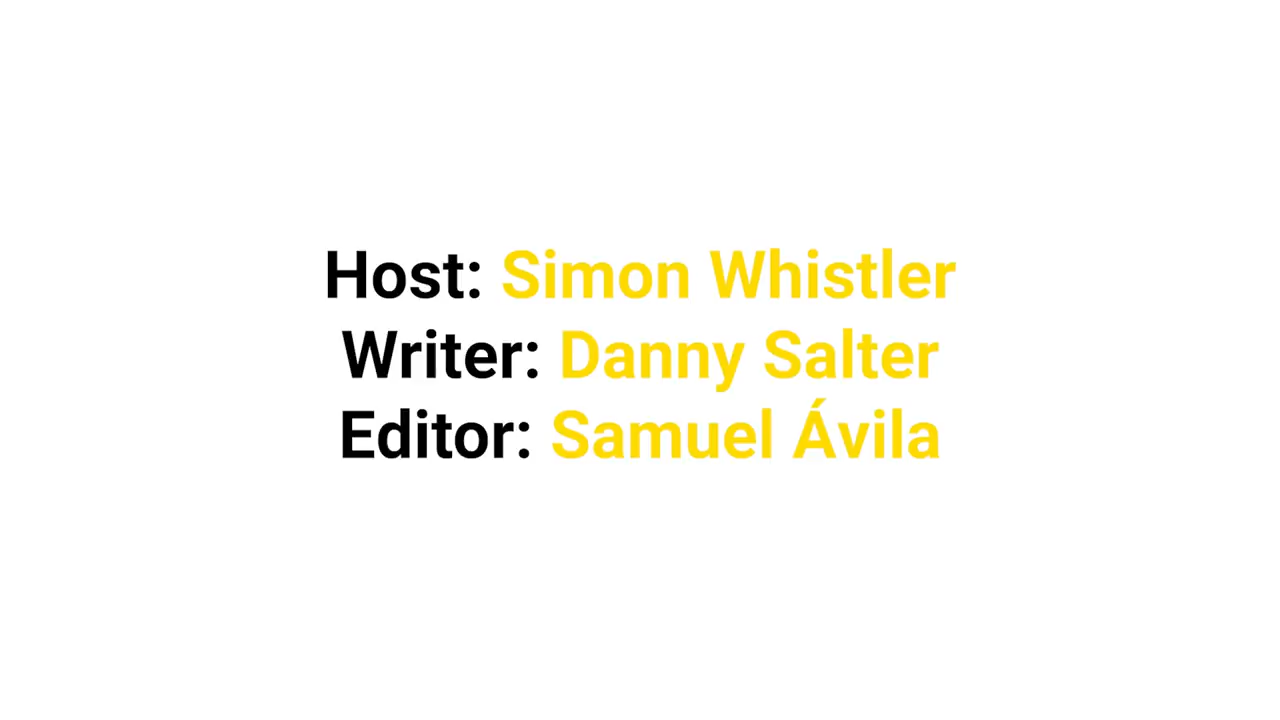 Host: Simon Whistler
Writer: Danny Salter
Editor: Samuel Ávila